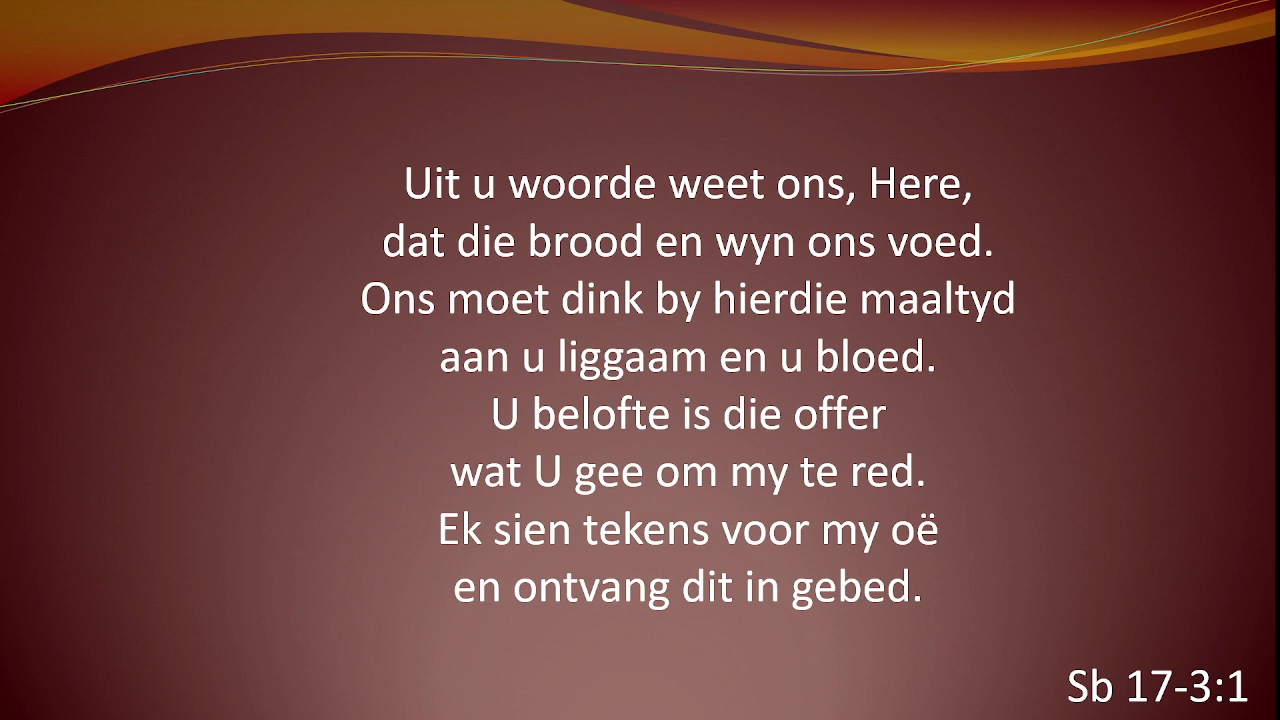 Uit u woorde weet ons, Here,
dat die brood en wyn ons voed.
Ons moet dink by hierdie maaltyd
aan u liggaam en u bloed.
U belofte is die offer
wat U gee om my te red.
Ek sien tekens voor my oë
en ontvang dit in gebed.
Sb 17-3:1